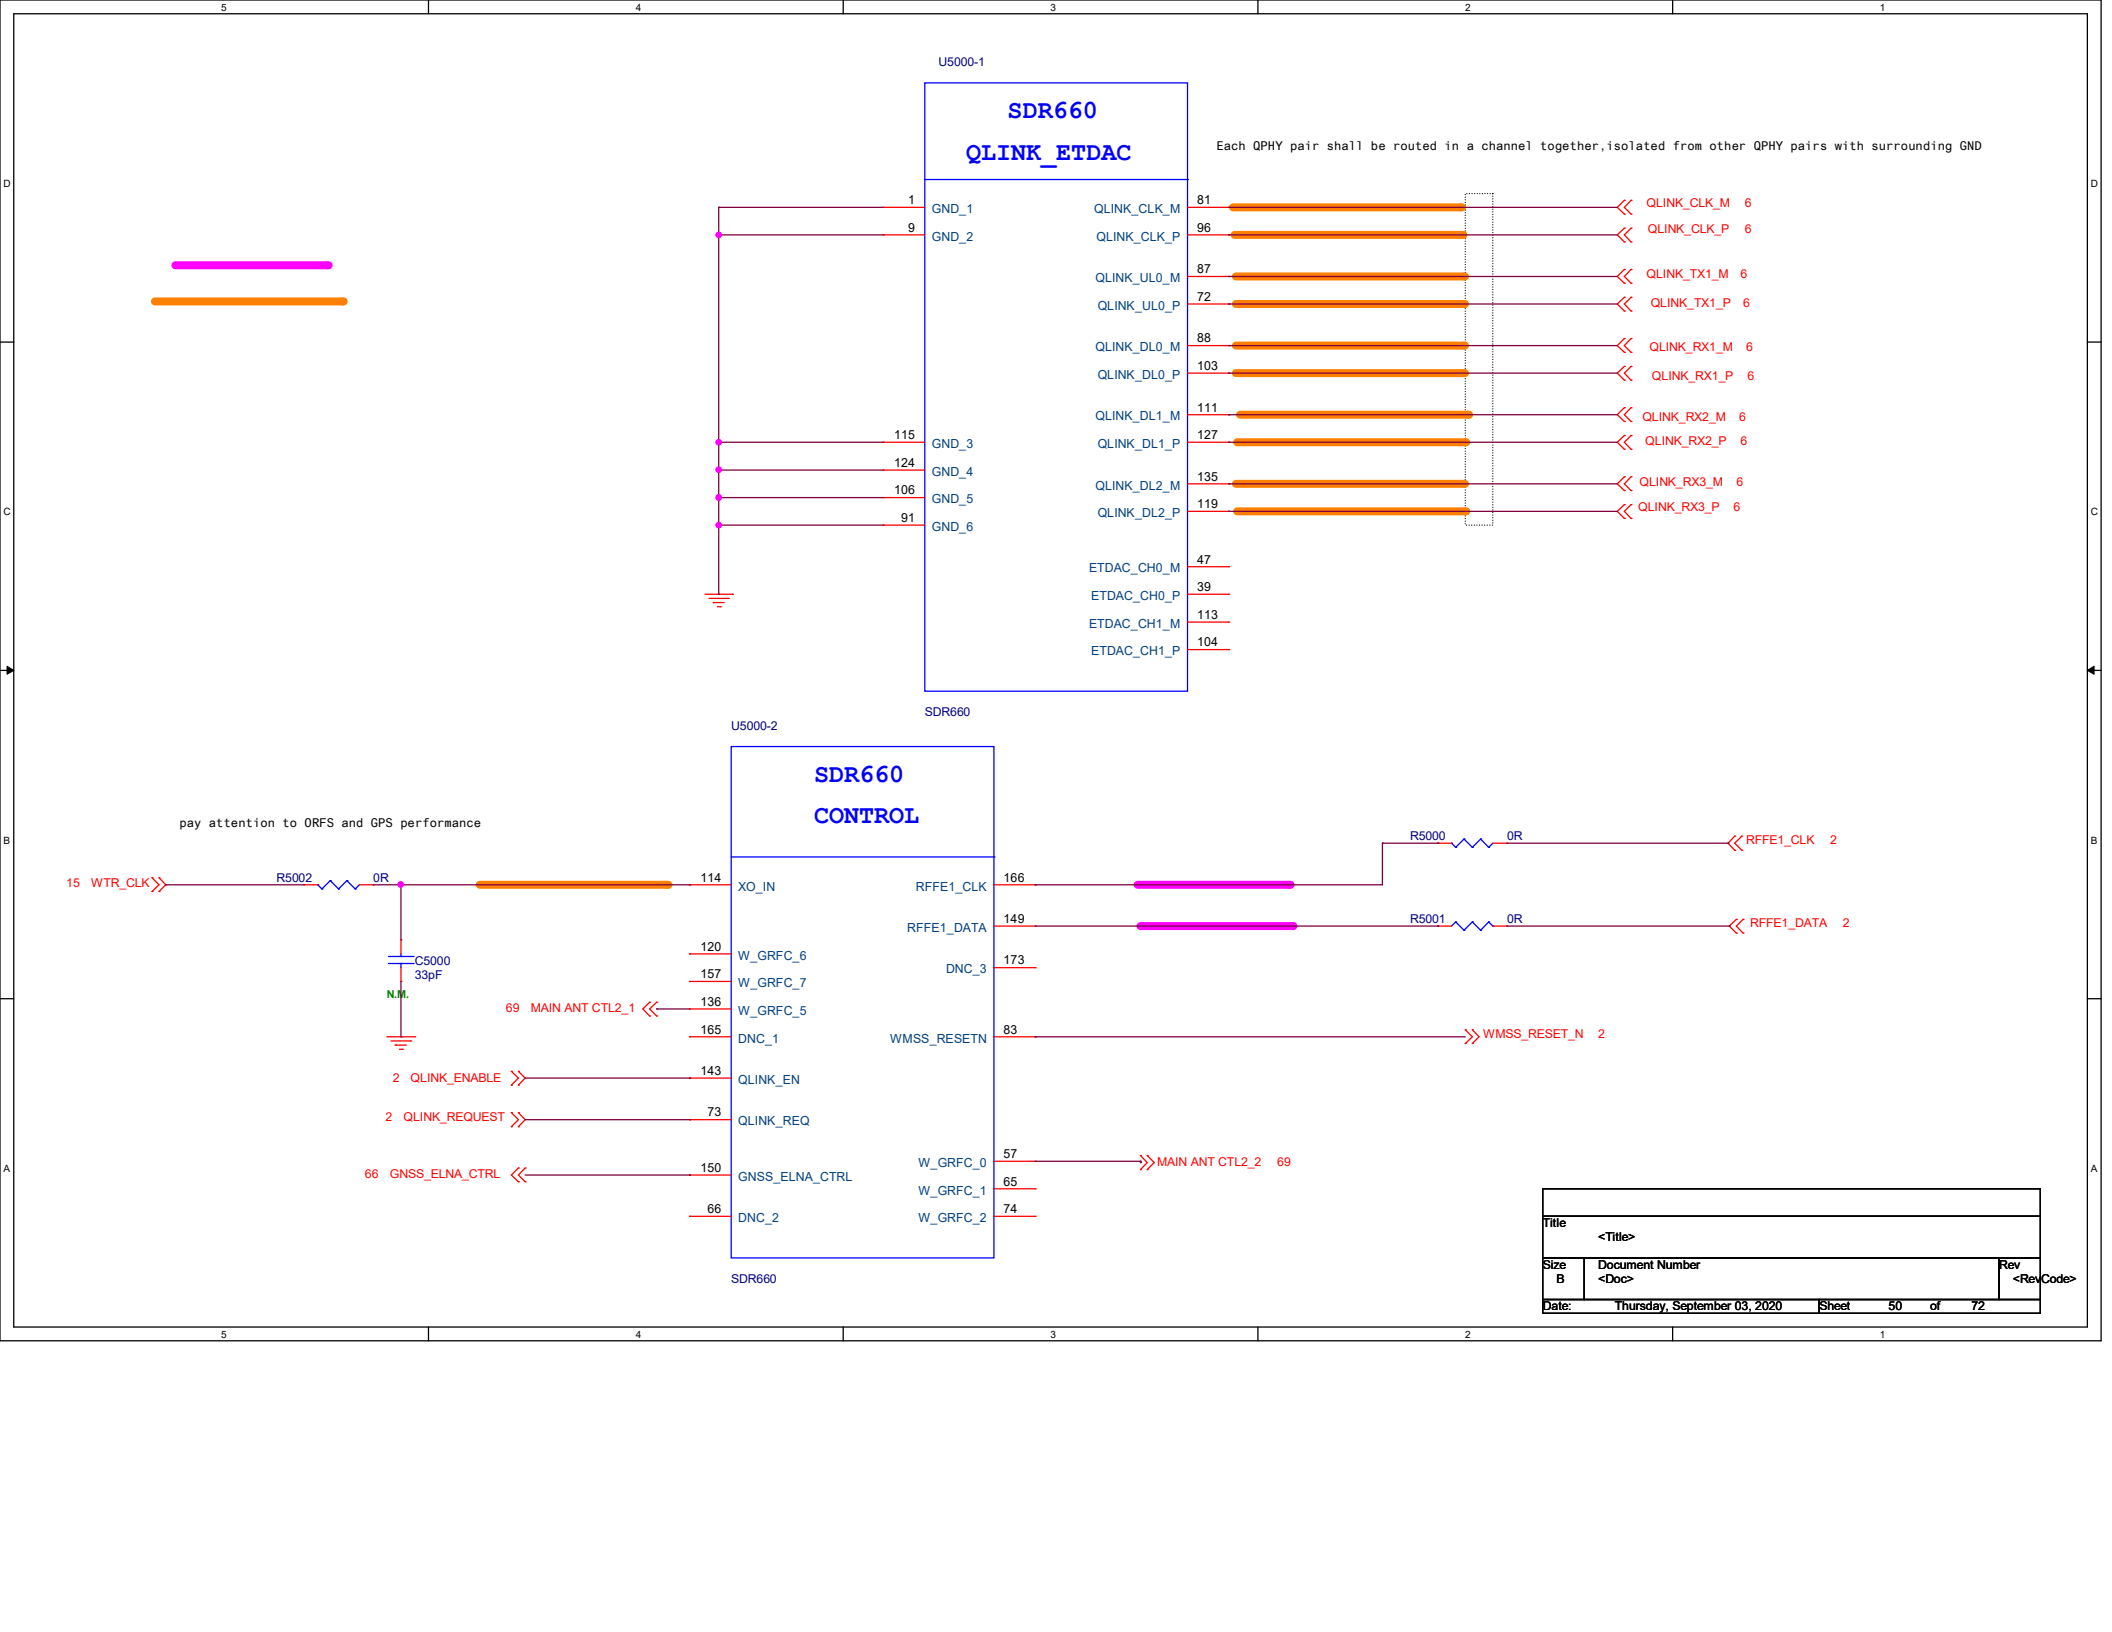 5 4 3 2 1
U5000-1
SDR660
QLINK_ETDAC
Each QPHY pair shall be routed in a channel together,isolated from other QPHY pairs with surrounding GND
D D
1 GND_1 QLINK_CLK_M 81 QLINK_CLK_M 6
9 GND_2 QLINK_CLK_P 96 QLINK_CLK_P 6
QLINK_UL0_M 87 QLINK_TX1_M 6
QLINK_UL0_P 72 QLINK_TX1_P 6
QLINK_DL0_M 88 QLINK_RX1_M 6
QLINK_DL0_P 103 QLINK_RX1_P 6
QLINK_DL1_M 111 QLINK_RX2_M 6
115 GND_3 QLINK_DL1_P 127 QLINK_RX2_P 6
124 GND_4 QLINK_DL2_M 135 QLINK_RX3_M 6
106 GND_5 QLINK_DL2_P 119 QLINK_RX3_P 6
C C
91 GND_6
ETDAC_CH0_M 47
ETDAC_CH0_P 39
ETDAC_CH1_M 113
ETDAC_CH1_P 104
SDR660
U5000-2
SDR660
CONTROL
pay attention to ORFS and GPS performance
B B
R5000 0R RFFE1_CLK 2
15 WTR_CLK R5002 0R 114 XO_IN RFFE1_CLK 166
RFFE1_DATA 149 R5001 0R RFFE1_DATA 2
120 W_GRFC_6 DNC_3 173
C5000
33pF
N.M.
157 W_GRFC_7
69 MAIN ANT CTL2_1 136 W_GRFC_5
165 DNC_1 WMSS_RESETN 83 WMSS_RESET_N 2
2 QLINK_ENABLE 143 QLINK_EN
2 QLINK_REQUEST 73 QLINK_REQ
A A
66 GNSS_ELNA_CTRL 150 GNSS_ELNA_CTRL W_GRFC_0 57 MAIN ANT CTL2_2 69
W_GRFC_1 65
66 DNC_2 W_GRFC_2 74
SDR660
Title
<Title>
Size Document Number Rev
B <Doc> <RevCode>
Date: Thursday, September 03, 2020 Sheet 50 of 72
5 4 3 2 1